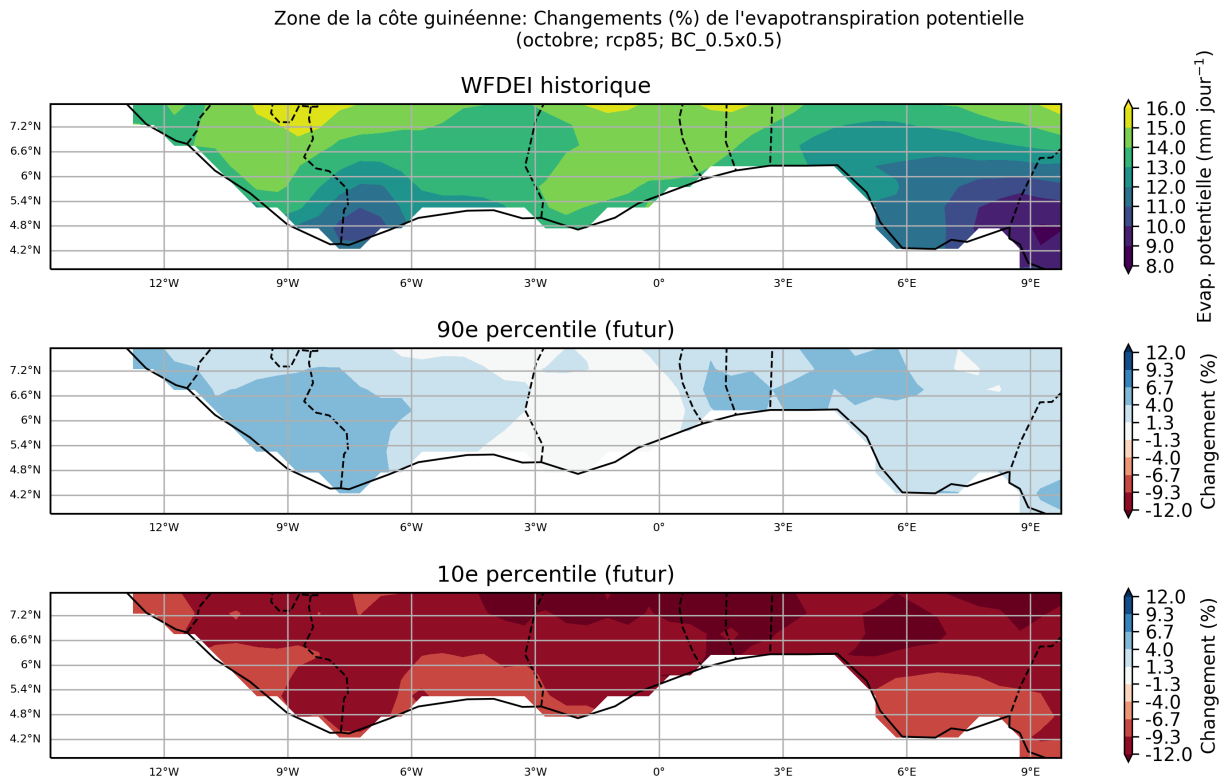 Zone de la côte guinéenne: Changements (%) de l'evapotranspiration potentielle
(octobre; rcp85; BC_0.5x0.5)
WFDEI historique
7.2°N
6.6°N
6°N
5.4°N
4.8°N
4.2°N
12°W 9°W 6°W 3°W 0° 3°E 6°E 9°E
16.0
15.0
14.0
13.0
12.0
11.0
10.0
9.0
8.0
Evap. potentielle (mm jour⁻¹)
90e percentile (futur)
7.2°N
6.6°N
6°N
5.4°N
4.8°N
4.2°N
12°W 9°W 6°W 3°W 0° 3°E 6°E 9°E
12.0
9.3
6.7
4.0
1.3
-1.3
-4.0
-6.7
-9.3
-12.0
Changement (%)
10e percentile (futur)
7.2°N
6.6°N
6°N
5.4°N
4.8°N
4.2°N
12°W 9°W 6°W 3°W 0° 3°E 6°E 9°E
12.0
9.3
6.7
4.0
1.3
-1.3
-4.0
-6.7
-9.3
-12.0
Changement (%)